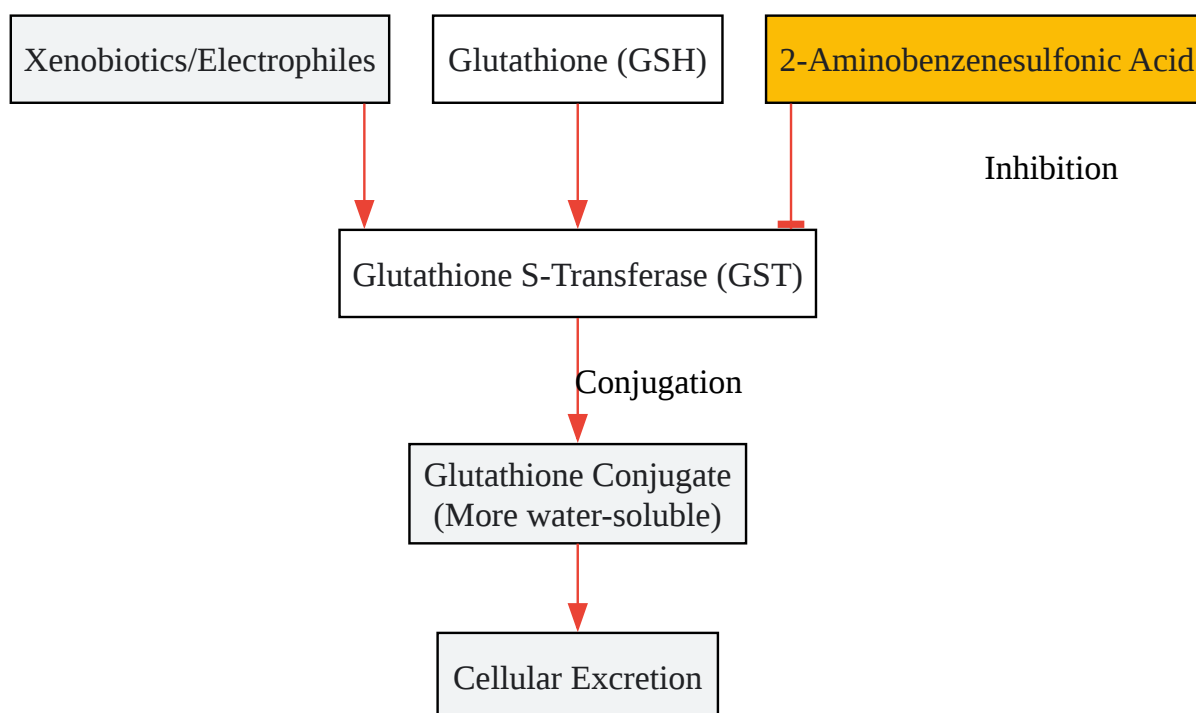 Xenobiotics/Electrophiles
Glutathione (GSH)
2-Aminobenzenesulfonic Acid
Inhibition
Glutathione S-Transferase (GST)
Conjugation
Glutathione Conjugate
(More water-soluble)
Cellular Excretion